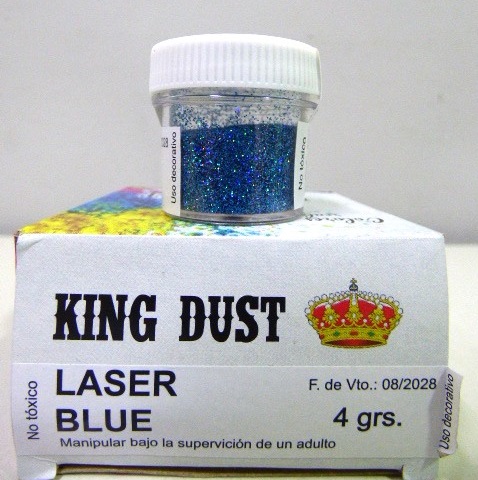 Uso decorativo
No tóxico
KING DUST
No tóxico
LASER
BLUE
F. de Vto.: 08/2028
4 grs.
Manipular bajo la supervición de un adulto
Uso decorativo